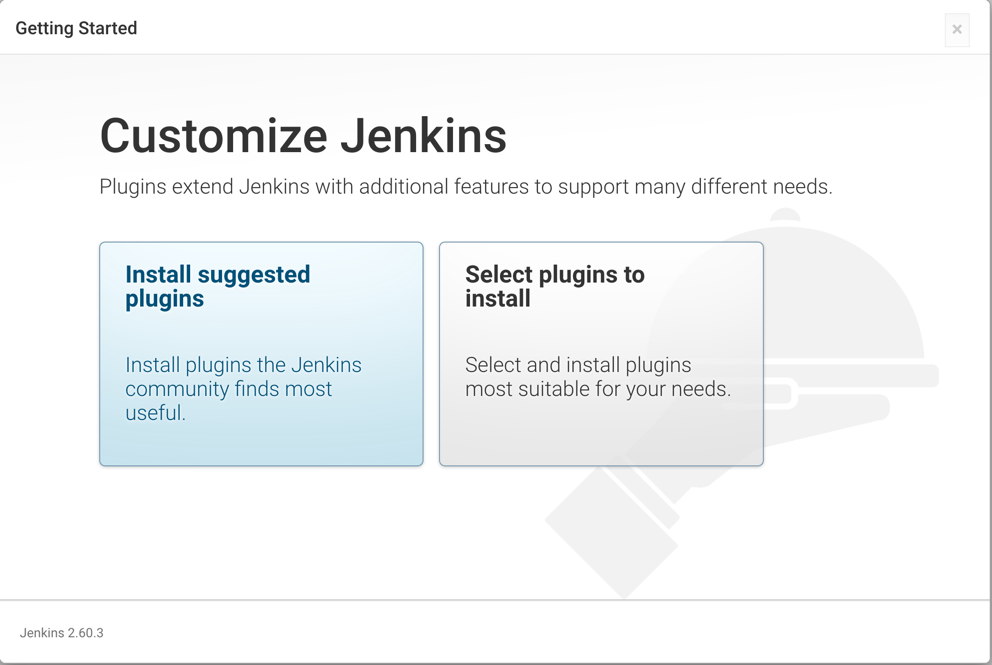 Getting Started
×
Customize Jenkins
Plugins extend Jenkins with additional features to support many different needs.
Install suggested
plugins
Install plugins the Jenkins
community finds most
useful.
Select plugins to
install
Select and install plugins
most suitable for your needs.
Jenkins 2.60.3